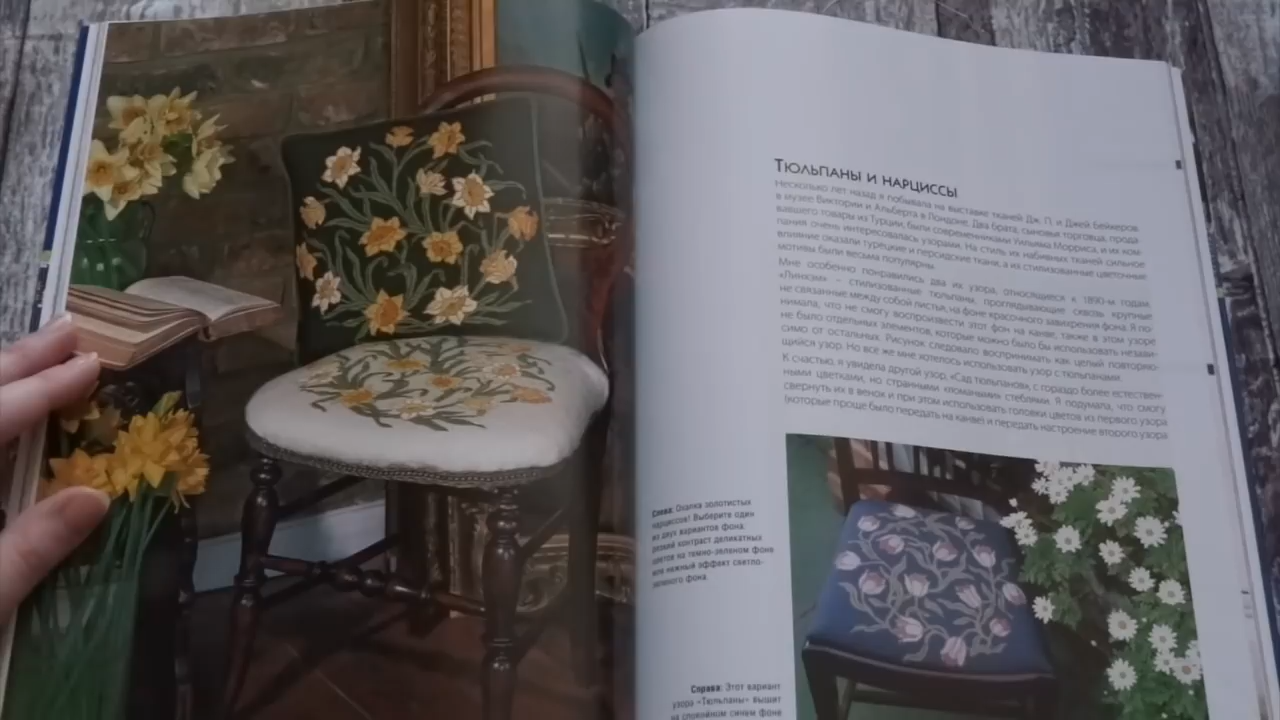 Тюльпаны и нарциссы
Несколько лет назад я побывала на выставке тканей Дж. П. и Джей Бейкеров
в музее Виктории и Альберта в Лондоне. Два брата, сыновья торговца, прода-
вавшего товары из Турции, были современниками Уильяма Морриса, и их ком-
пания очень интересовалась узорами. На стиль их набивных тканей сильное
влияние оказали турецкие и персидские ткани, а их стилизованные цветочные
мотивы были весьма популярны.
Мне особенно понравились два их узора, относящиеся к 1890-м годам.
– стилизованные тюльпаны, проглядывающие сквозь крупные
не связанные между собой листья, на фоне красочного завихрения фона. Я по-
нимала, что не смогу воспроизвести этот фон на канве, также в этом узоре
не было отдельных элементов, которые можно было бы использовать незави-
симо от остальных. Рисунок следовало воспринимать как целый повторяю-
щийся узор. Но все же мне хотелось использовать узор с тюльпанами.
К счастью, я увидела другой узор, «Сад тюльпанов», с гораздо более естествен-
ными цветками, но странными «ломаными» стеблями. Я подумала, что смогу
свернуть их в венок и при этом использовать головки цветов из первого узора
(которые проще было передать на канве) и передать настроение второго узора
Слева: Охапка золотистых
нарциссов! Выберите один
из двух вариантов фона:
резкий контраст деликатных
цветов на темно-зеленом фоне
или нежный эффект светло-
зеленого фона.
Справа: Этот вариант
узора «Тюльпаны» вышит
на спокойном синем фоне